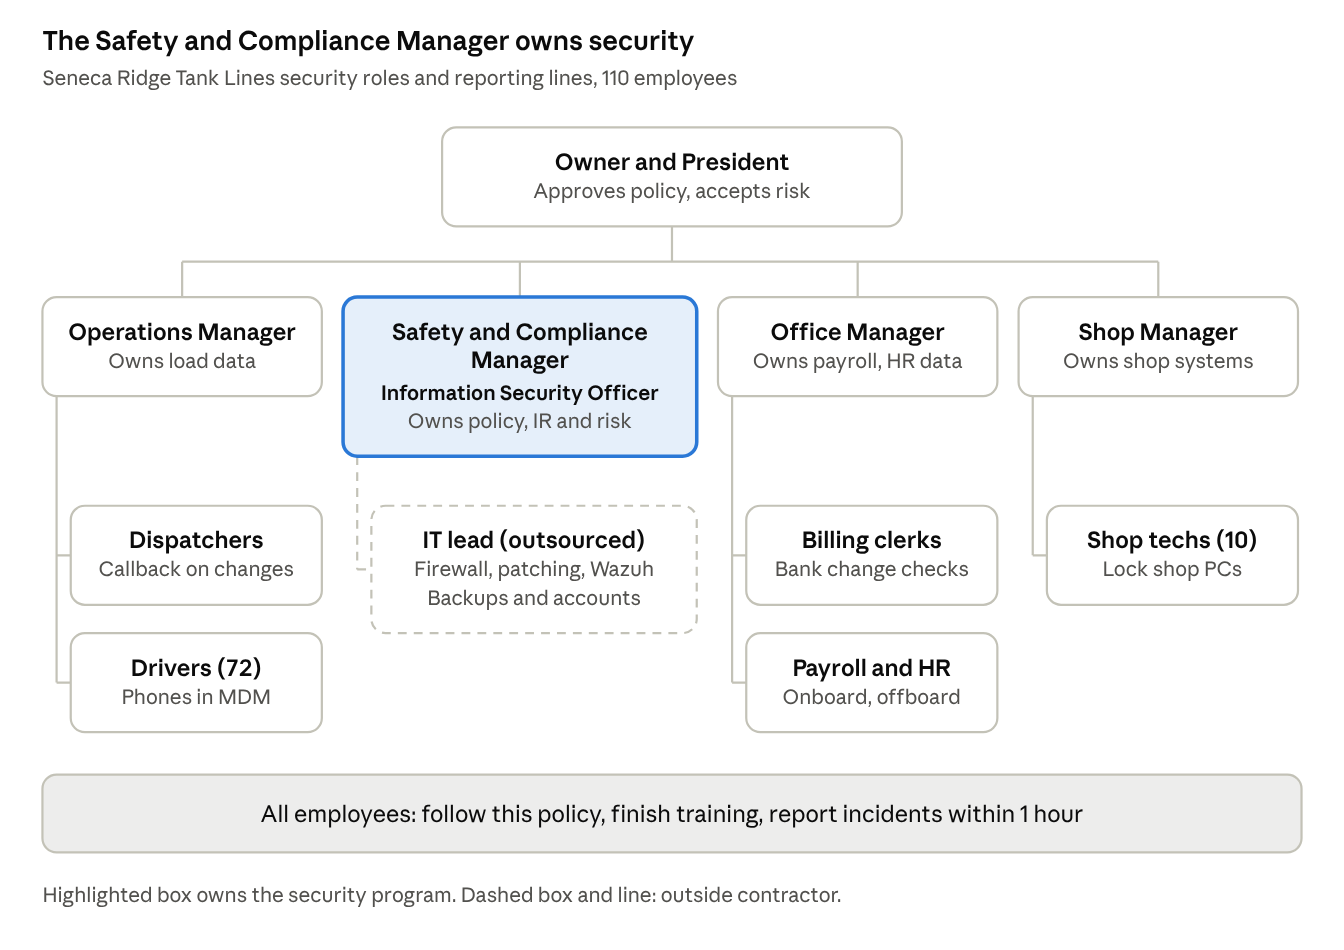 The Safety and Compliance Manager owns security
Seneca Ridge Tank Lines security roles and reporting lines, 110 employees
Owner and President
Approves policy, accepts risk
Operations Manager
Owns load data
Safety and Compliance
Manager
Information Security Officer
Owns policy, IR and risk
Office Manager
Owns payroll, HR data
Shop Manager
Owns shop systems
Dispatchers
Callback on changes
IT lead (outsourced)
Firewall, patching, Wazuh
Backups and accounts
Billing clerks
Bank change checks
Shop techs (10)
Lock shop PCs
Drivers (72)
Phones in MDM
Payroll and HR
Onboard, offboard
All employees: follow this policy, finish training, report incidents within 1 hour
Highlighted box owns the security program. Dashed box and line: outside contractor.